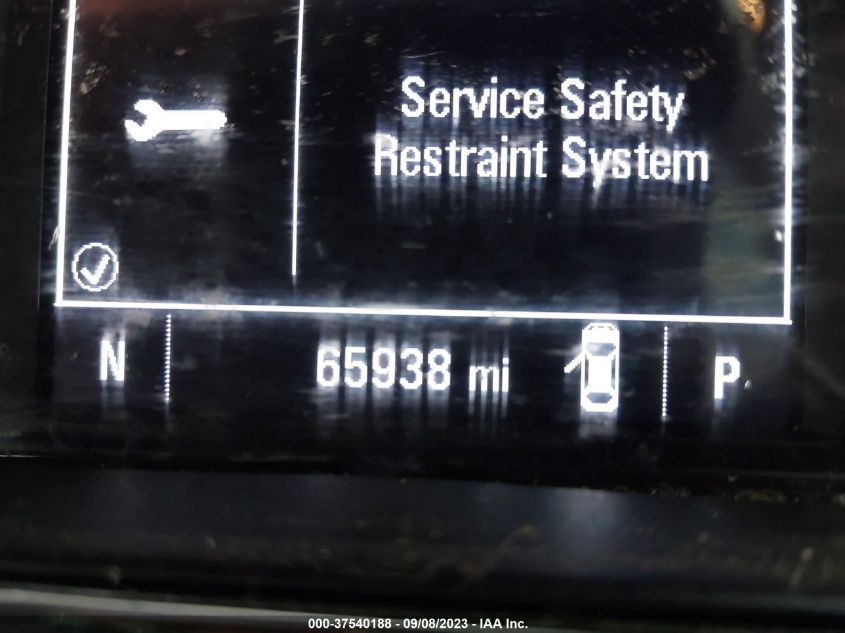 Service Safety
Restraint System
N 65938 mi P
000-37540188 - 09/08/2023 - IAA Inc.